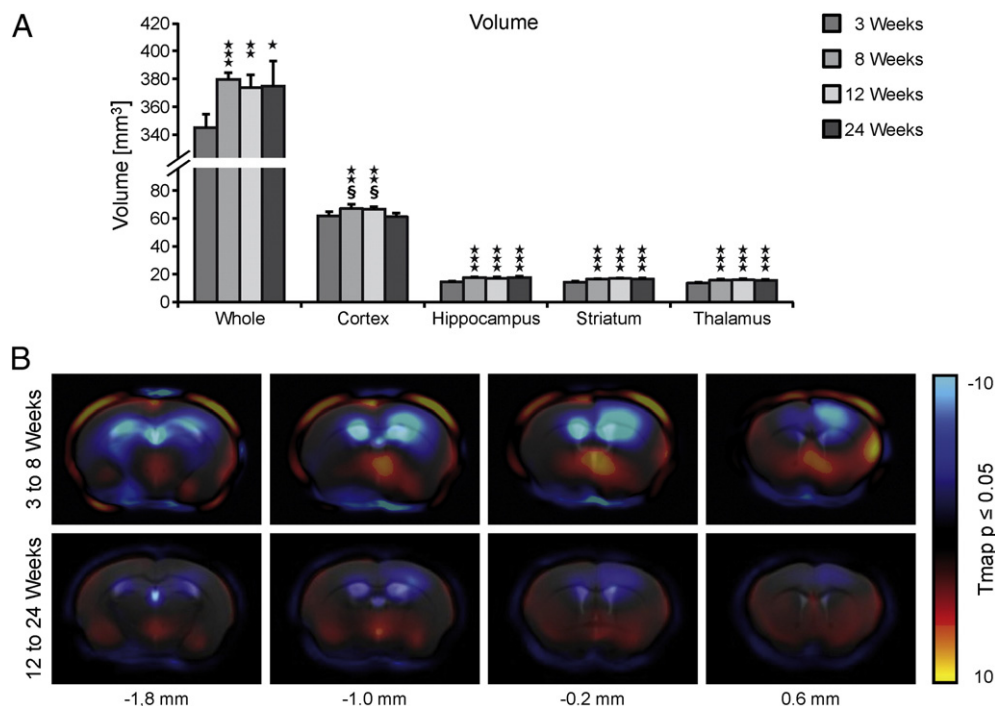 A
Volume
3 Weeks
8 Weeks
12 Weeks
24 Weeks
Volume [mm³]
420
400
380
360
340
80
60
40
20
0
★★★
★★
★
★★§
★★§
★★★
★★★
★★★
★★★
★★★
★★★
★★★
★★★
★★★
Whole
Cortex
Hippocampus
Striatum
Thalamus
B
3 to 8 Weeks
12 to 24 Weeks
-10
Tmap p ≤ 0.05
10
-1.8 mm
-1.0 mm
-0.2 mm
0.6 mm